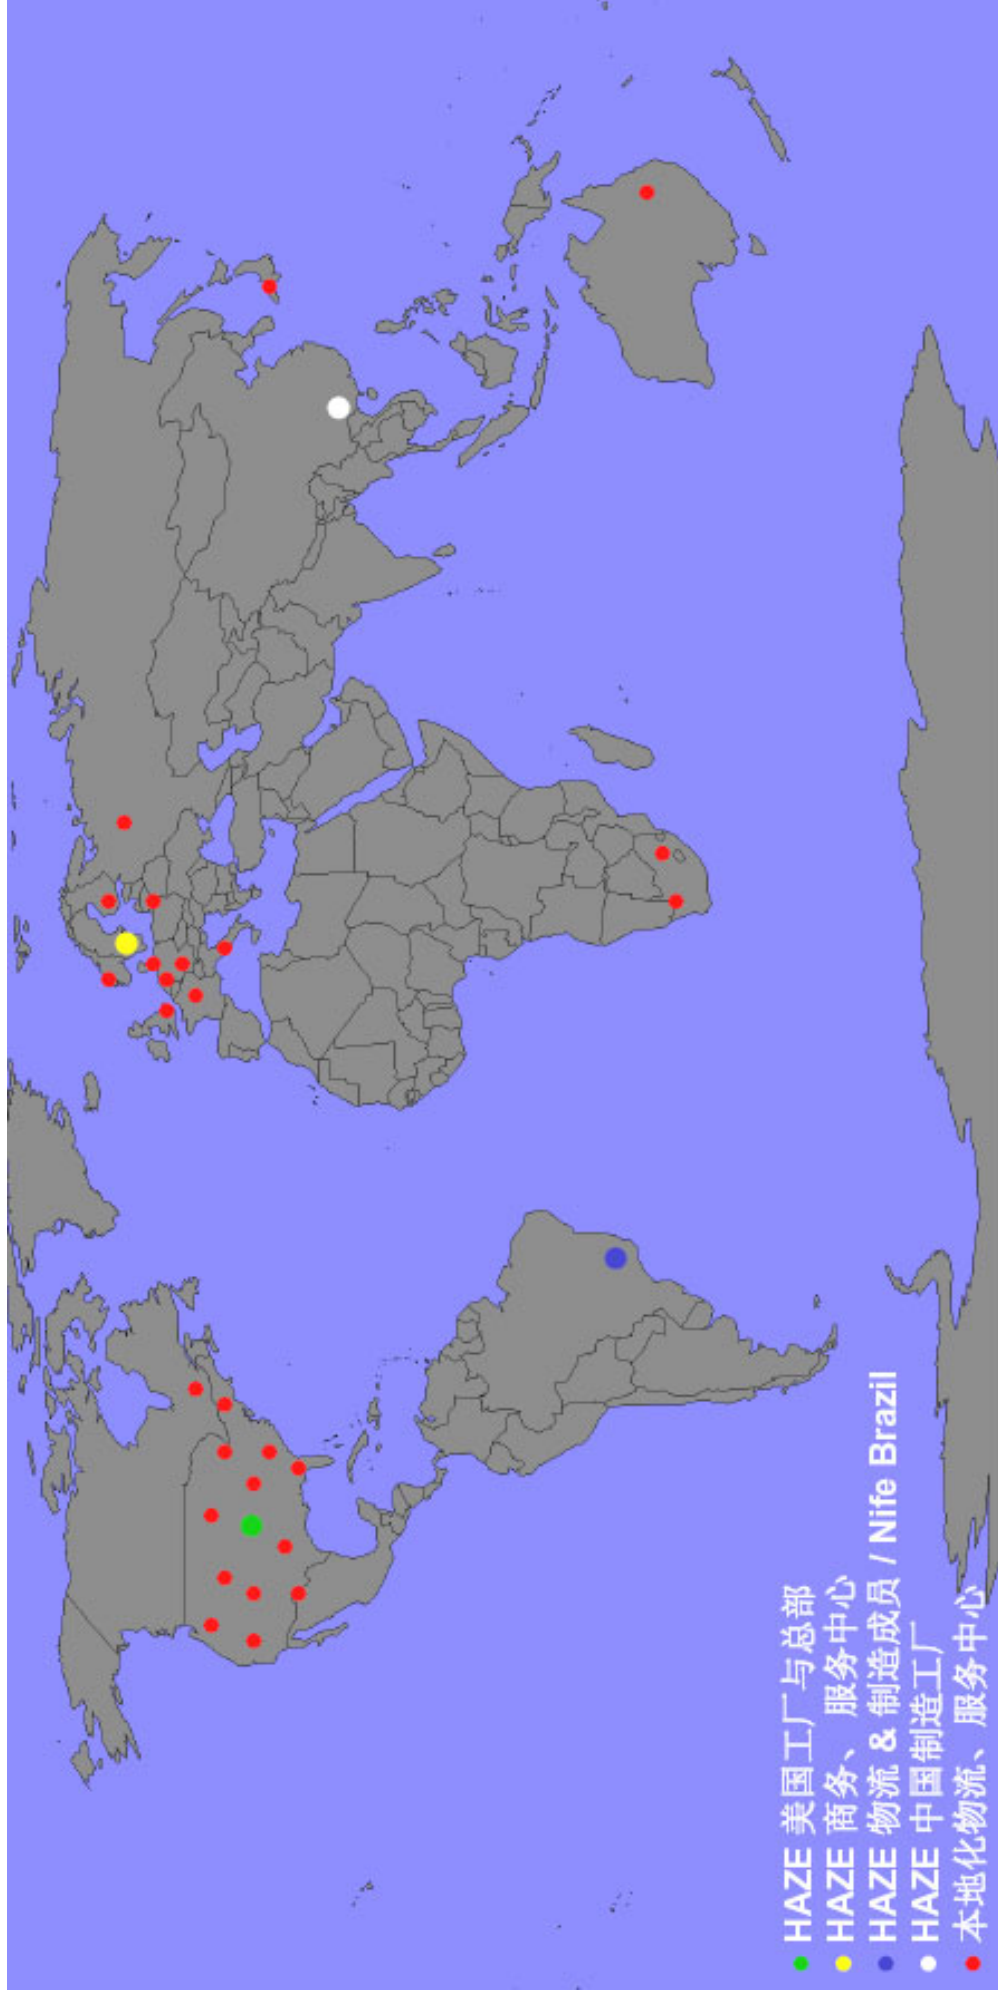 HAZE 美国工厂与总部
HAZE 商务、服务中心
HAZE 物流 & 制造成员 / Nife Brazil
HAZE 中国制造工厂
本地化物流、服务中心